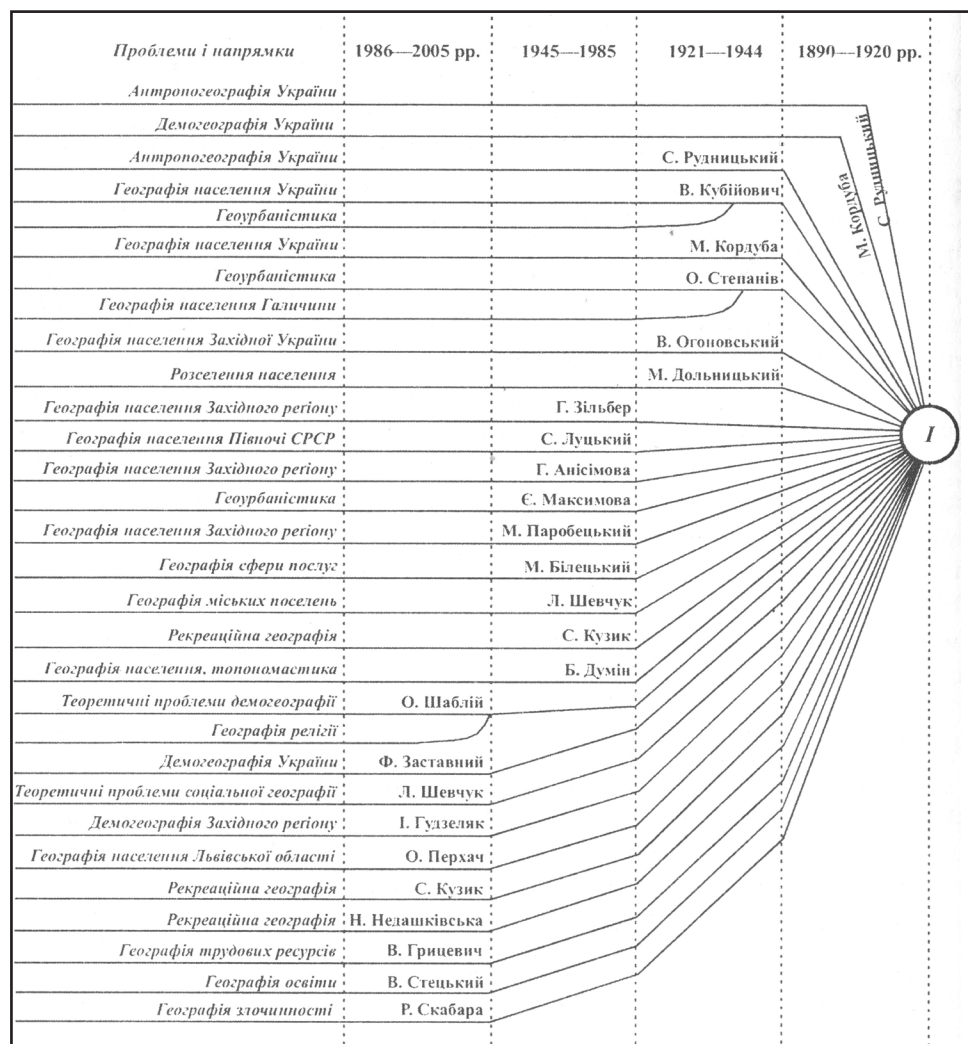 Проблеми і напрямки 1986—2005 рр. 1945—1985 1921—1944 1890—1920 рр.
Антропогеографія України
С. Рудницький
Демогеографія України
М. Кордуба
Антропогеографія України С. Рудницький
Географія населення України В. Кубійович
Геоурбаністика
Географія населення України М. Кордуба
Геоурбаністика О. Степанів
Географія населення Галичини
Географія населення Західної України В. Огоновський
Розселення населення М. Дольницький
Географія населення Західного регіону Г. Зільбер
Географія населення Півночі СРСР С. Луцький
Географія населення Західного регіону Г. Анісімова
Геоурбаністика Є. Максимова
Географія населення Західного регіону М. Паробецький
Географія сфери послуг М. Білецький
Географія міських поселень Л. Шевчук
Рекреаційна географія С. Кузик
Географія населення, топономастика Б. Думін
Теоретичні проблеми демогеографії О. Шаблій
Географія релігії
Демогеографія України Ф. Заставний
Теоретичні проблеми соціальної географії Л. Шевчук
Демогеографія Західного регіону І. Гудзеляк
Географія населення Львівської області О. Перхач
Рекреаційна географія С. Кузик
Рекреаційна географія Н. Недашківська
Географія трудових ресурсів В. Грицевич
Географія освіти В. Стецький
Географія злочинності Р. Скабара
I